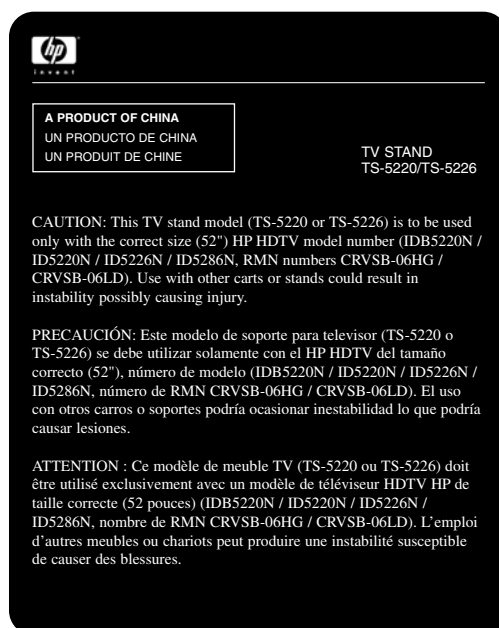 hp
invent
A PRODUCT OF CHINA
UN PRODUCTO DE CHINA
UN PRODUIT DE CHINE
TV STAND
TS-5220/TS-5226
CAUTION: This TV stand model (TS-5220 or TS-5226) is to be used
only with the correct size (52") HP HDTV model number (IDB5220N /
ID5220N / ID5226N / ID5286N, RMN numbers CRVSB-06HG /
CRVSB-06LD). Use with other carts or stands could result in
instability possibly causing injury.
PRECAUCIÓN: Este modelo de soporte para televisor (TS-5220 o
TS-5226) se debe utilizar solamente con el HP HDTV del tamaño
correcto (52"), número de modelo (IDB5220N / ID5220N / ID5226N /
ID5286N, número de RMN CRVSB-06HG / CRVSB-06LD). El uso
con otros carros o soportes podría ocasionar inestabilidad lo que podría
causar lesiones.
ATTENTION : Ce modèle de meuble TV (TS-5220 ou TS-5226) doit
être utilisé exclusivement avec un modèle de téléviseur HDTV HP de
taille correcte (52 pouces) (IDB5220N / ID5220N / ID5226N /
ID5286N, nombre de RMN CRVSB-06HG / CRVSB-06LD). L'emploi
d'autres meubles ou chariots peut produire une instabilité susceptible
de causer des blessures.